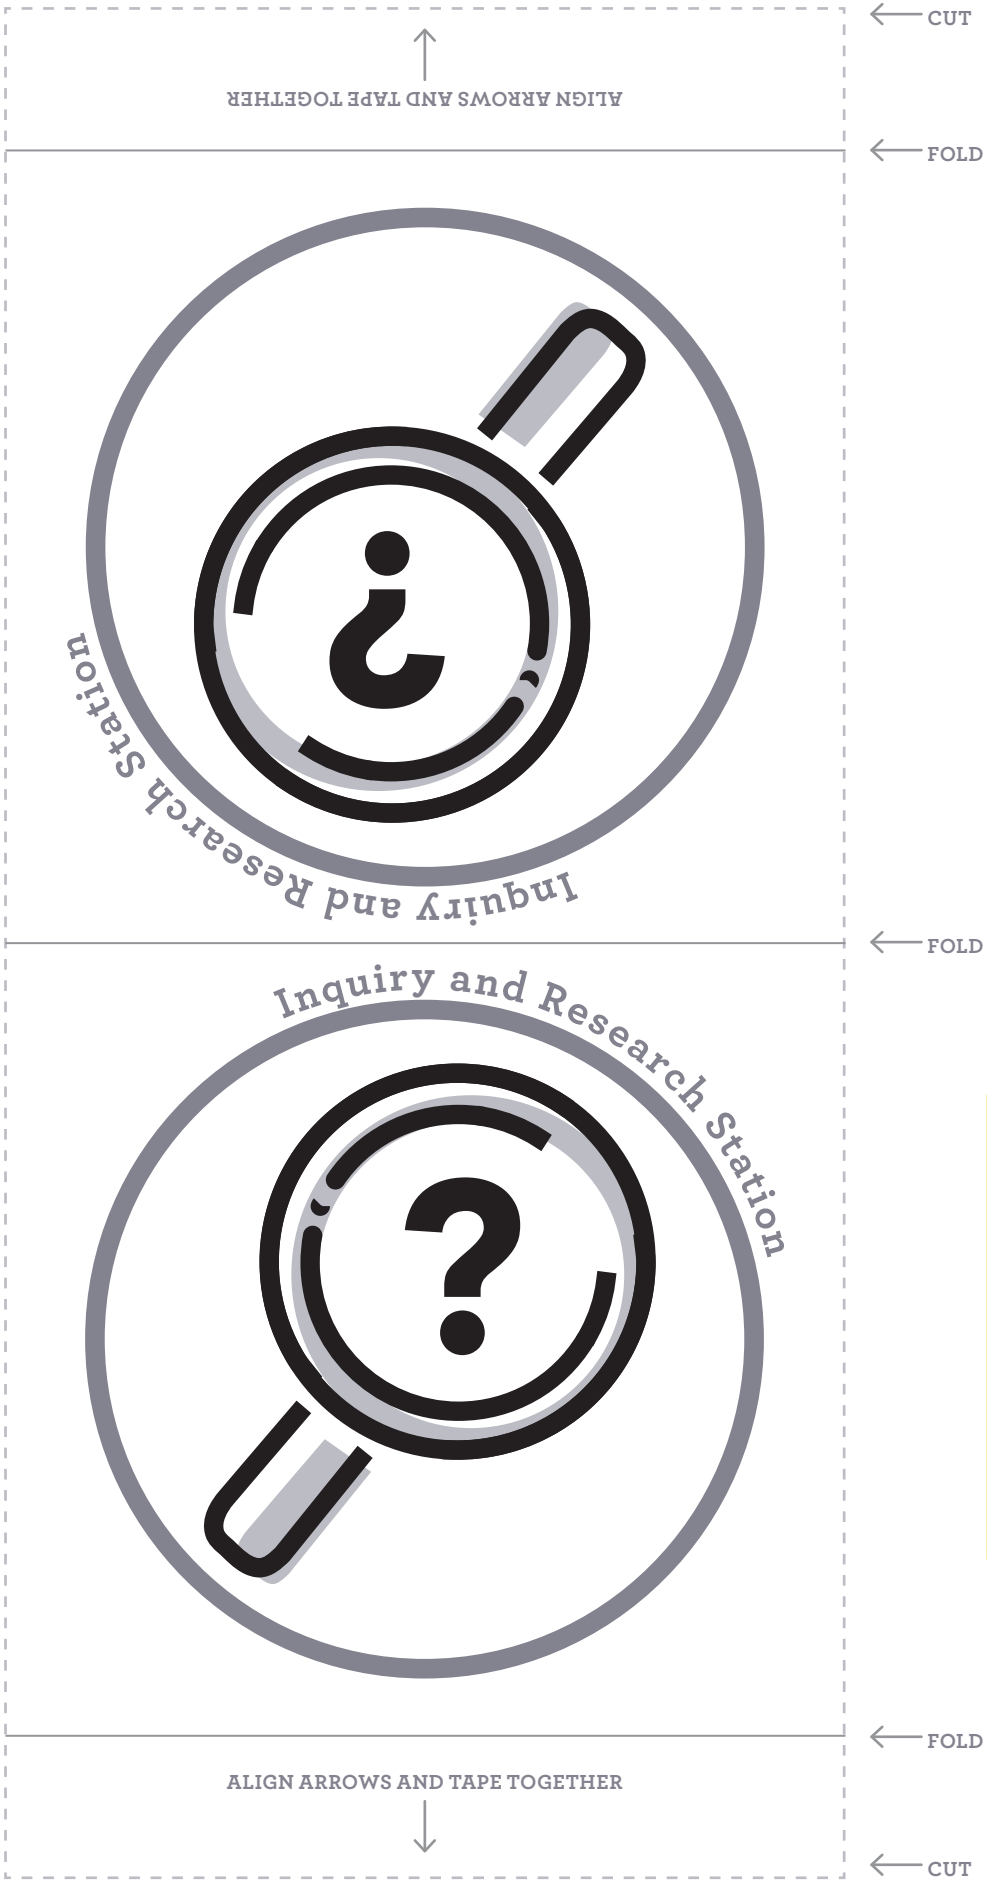 CUT
ALIGN ARROWS AND TAPE TOGETHER
FOLD
Inquiry and Research Station
FOLD
Inquiry and Research Station
FOLD
ALIGN ARROWS AND TAPE TOGETHER
CUT